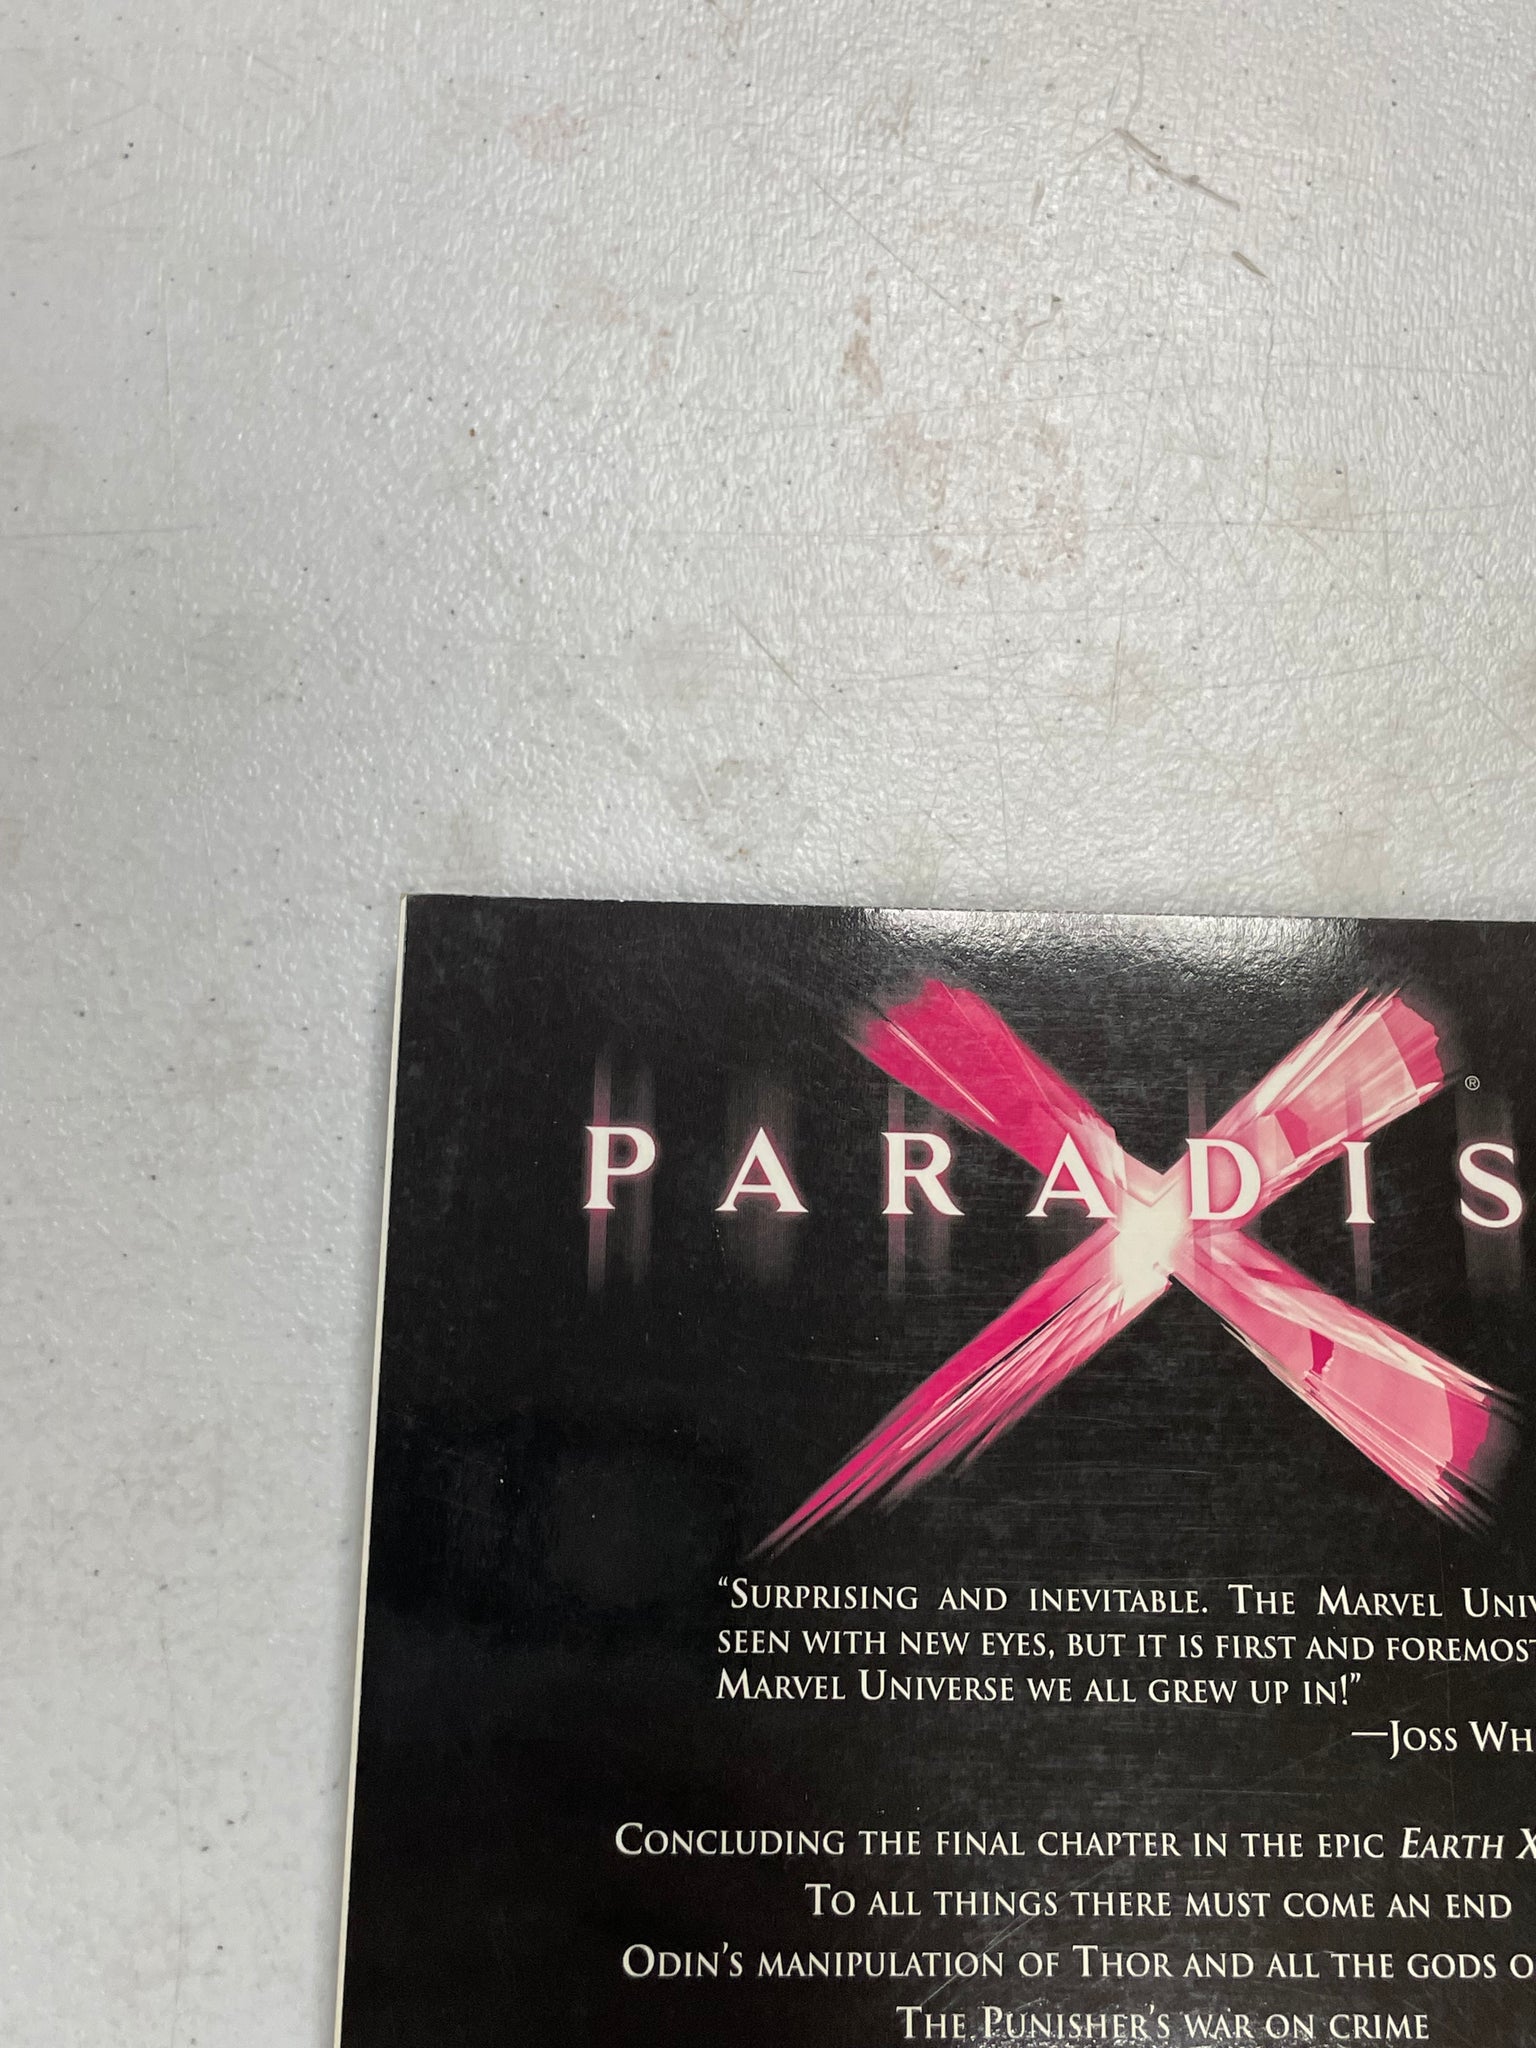 PARADIS
®
“SURPRISING AND INEVITABLE. THE MARVEL UNIV
SEEN WITH NEW EYES, BUT IT IS FIRST AND FOREMOST
MARVEL UNIVERSE WE ALL GREW UP IN!”
—JOSS WH
CONCLUDING THE FINAL CHAPTER IN THE EPIC EARTH X
TO ALL THINGS THERE MUST COME AN END
ODIN’S MANIPULATION OF THOR AND ALL THE GODS O
THE PUNISHER’S WAR ON CRIME